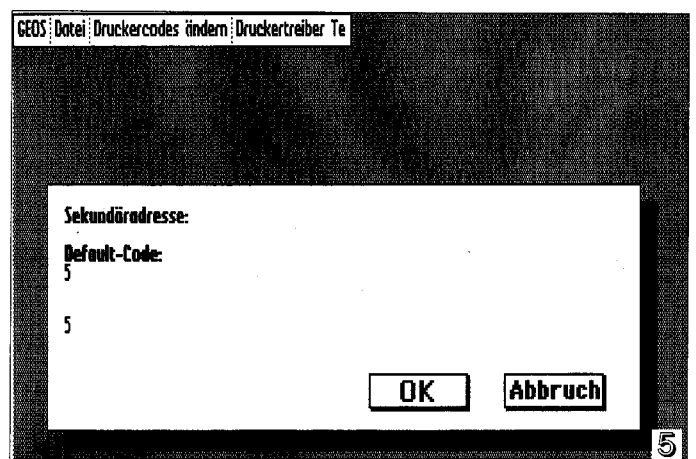 GEOS Datei Druckercodes ändern Druckertreiber Te
Sekundäradresse:
Default-Code:
5
5
OK Abbruch
5